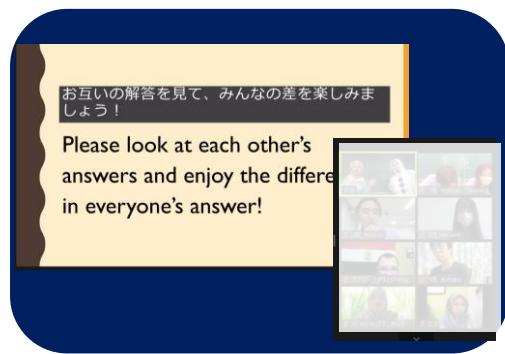 お互いの解答を見て、みんなの差を楽しみま
しょう！
Please look at each other's
answers and enjoy the differe
in everyone's answer!